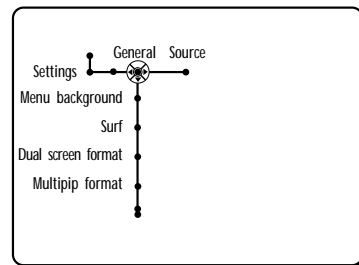 General Source
Settings
Menu background
Surf
Dual screen format
Multipip format